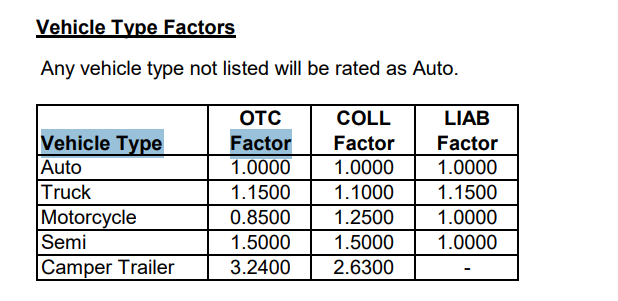 Vehicle Type Factors
Any vehicle type not listed will be rated as Auto.
OTC COLL LIAB
Vehicle Type Factor Factor Factor
Auto 1.0000 1.0000 1.0000
Truck 1.1500 1.1000 1.1500
Motorcycle 0.8500 1.2500 1.0000
Semi 1.5000 1.5000 1.0000
Camper Trailer 3.2400 2.6300 -